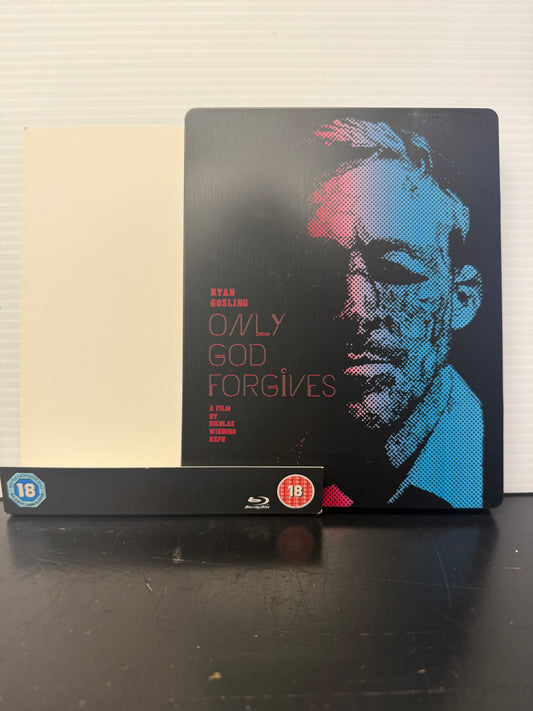 RYAN
GOSLING
ONLY
GOD
FORGiVES
A FILM
BY
NICOLAS
WINDING
REFN
18
Blu-ray Disc
18